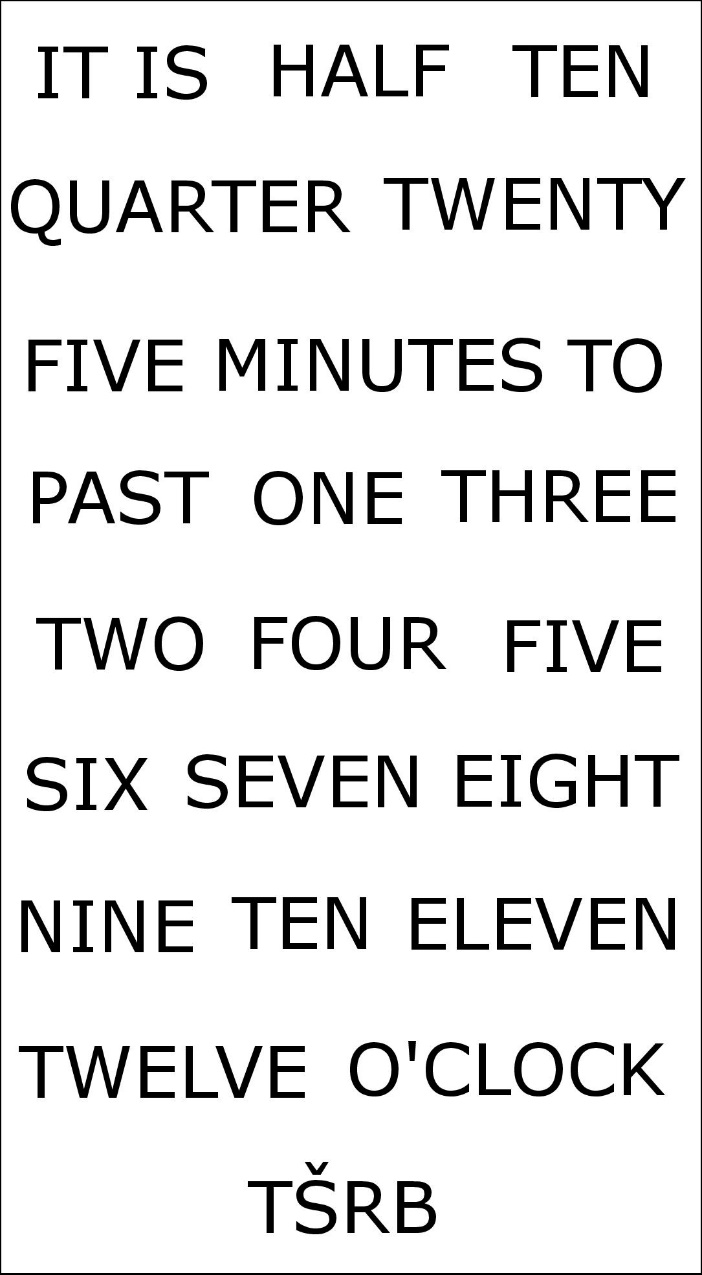 IT IS HALF TEN
QUARTER TWENTY
FIVE MINUTES TO
PAST ONE THREE
TWO FOUR FIVE
SIX SEVEN EIGHT
NINE TEN ELEVEN
TWELVE O'CLOCK
TŠRB